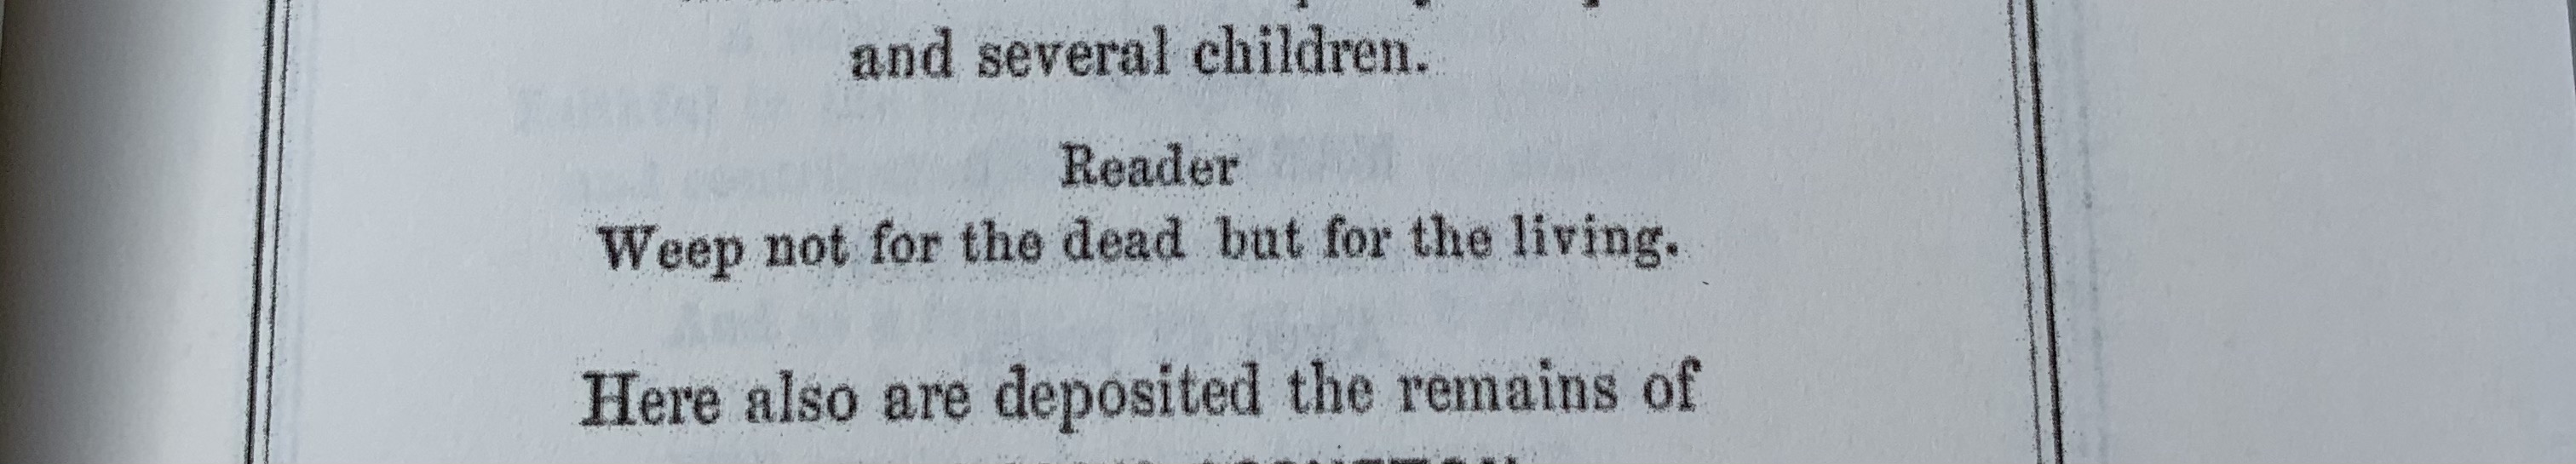 and several children.
Reader
Weep not for the dead but for the living.
Here also are deposited the remains of